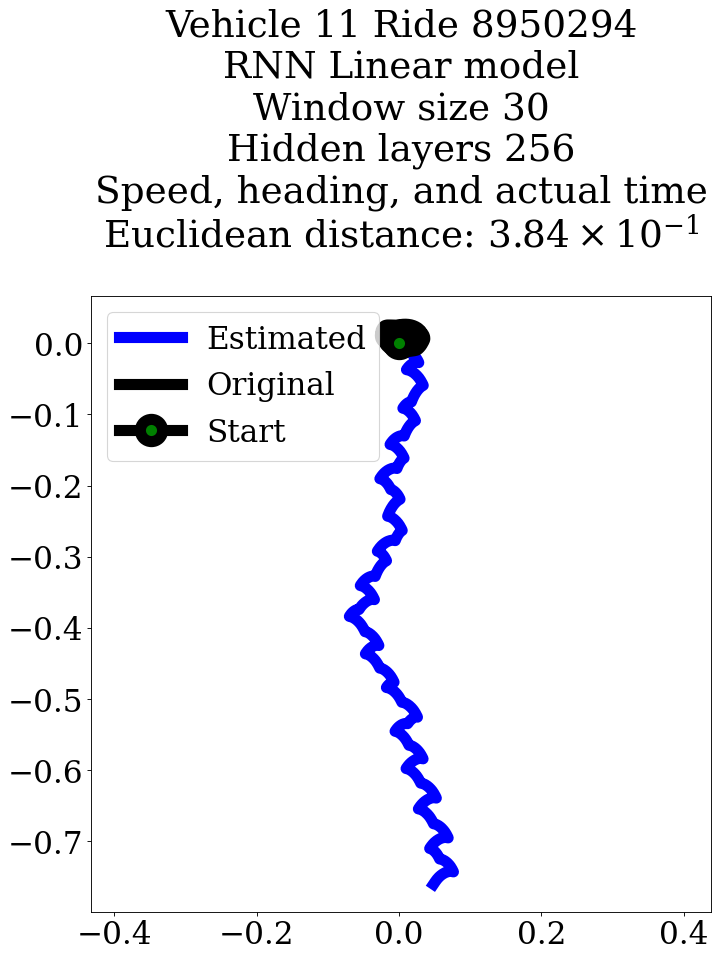 Vehicle 11 Ride 8950294
RNN Linear model
Window size 30
Hidden layers 256
Speed, heading, and actual time
Euclidean distance: 3.84 × 10⁻¹
Estimated
Original
Start
0.0
−0.1
−0.2
−0.3
−0.4
−0.5
−0.6
−0.7
−0.4
−0.2
0.0
0.2
0.4